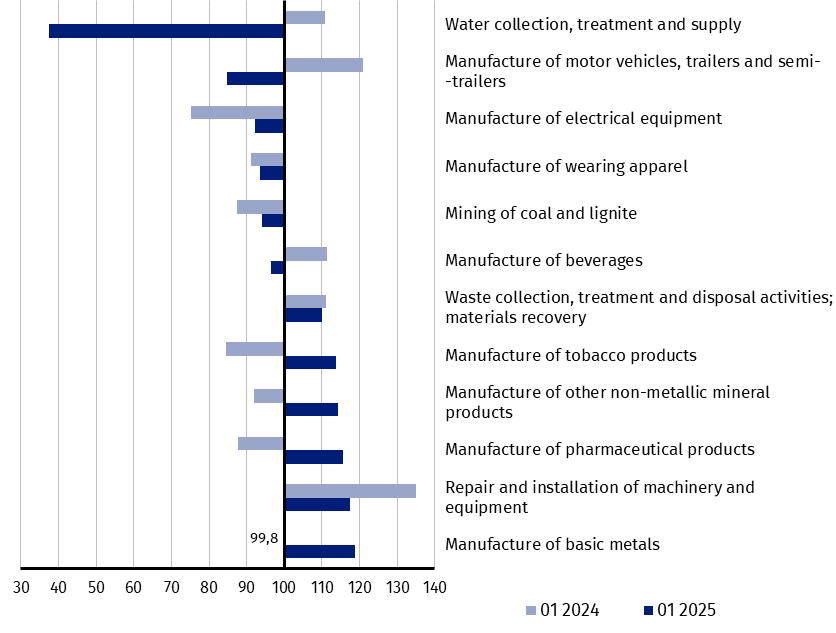 Water collection, treatment and supply
Manufacture of motor vehicles, trailers and semi-
-trailers
Manufacture of electrical equipment
Manufacture of wearing apparel
Mining of coal and lignite
Manufacture of beverages
Waste collection, treatment and disposal activities;
materials recovery
Manufacture of tobacco products
Manufacture of other non-metallic mineral
products
Manufacture of pharmaceutical products
Repair and installation of machinery and
equipment
99,8
Manufacture of basic metals
30 40 50 60 70 80 90 100 110 120 130 140
01 2024 01 2025